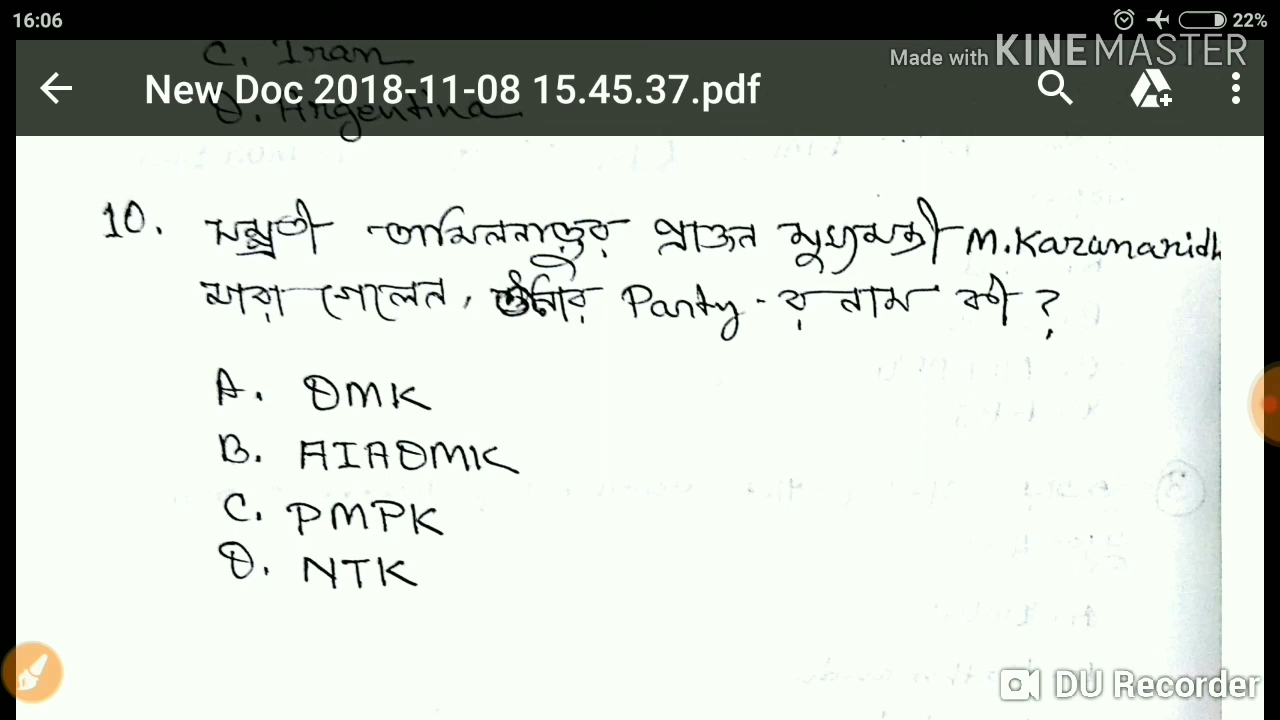 16:06
22%
C. Iran
Made with KINEMASTER
New Doc 2018-11-08 15.45.37.pdf
D. Argentina
10. সম্প্রতী তামিলনাড়ুর প্রাক্তন মুখ্যমন্ত্রী M.Karunanidh
মারা গেলেন, ওঁনার Party-র নাম কী?
A. DMK
B. AIADMK
C. PMPK
D. NTK
DU Recorder